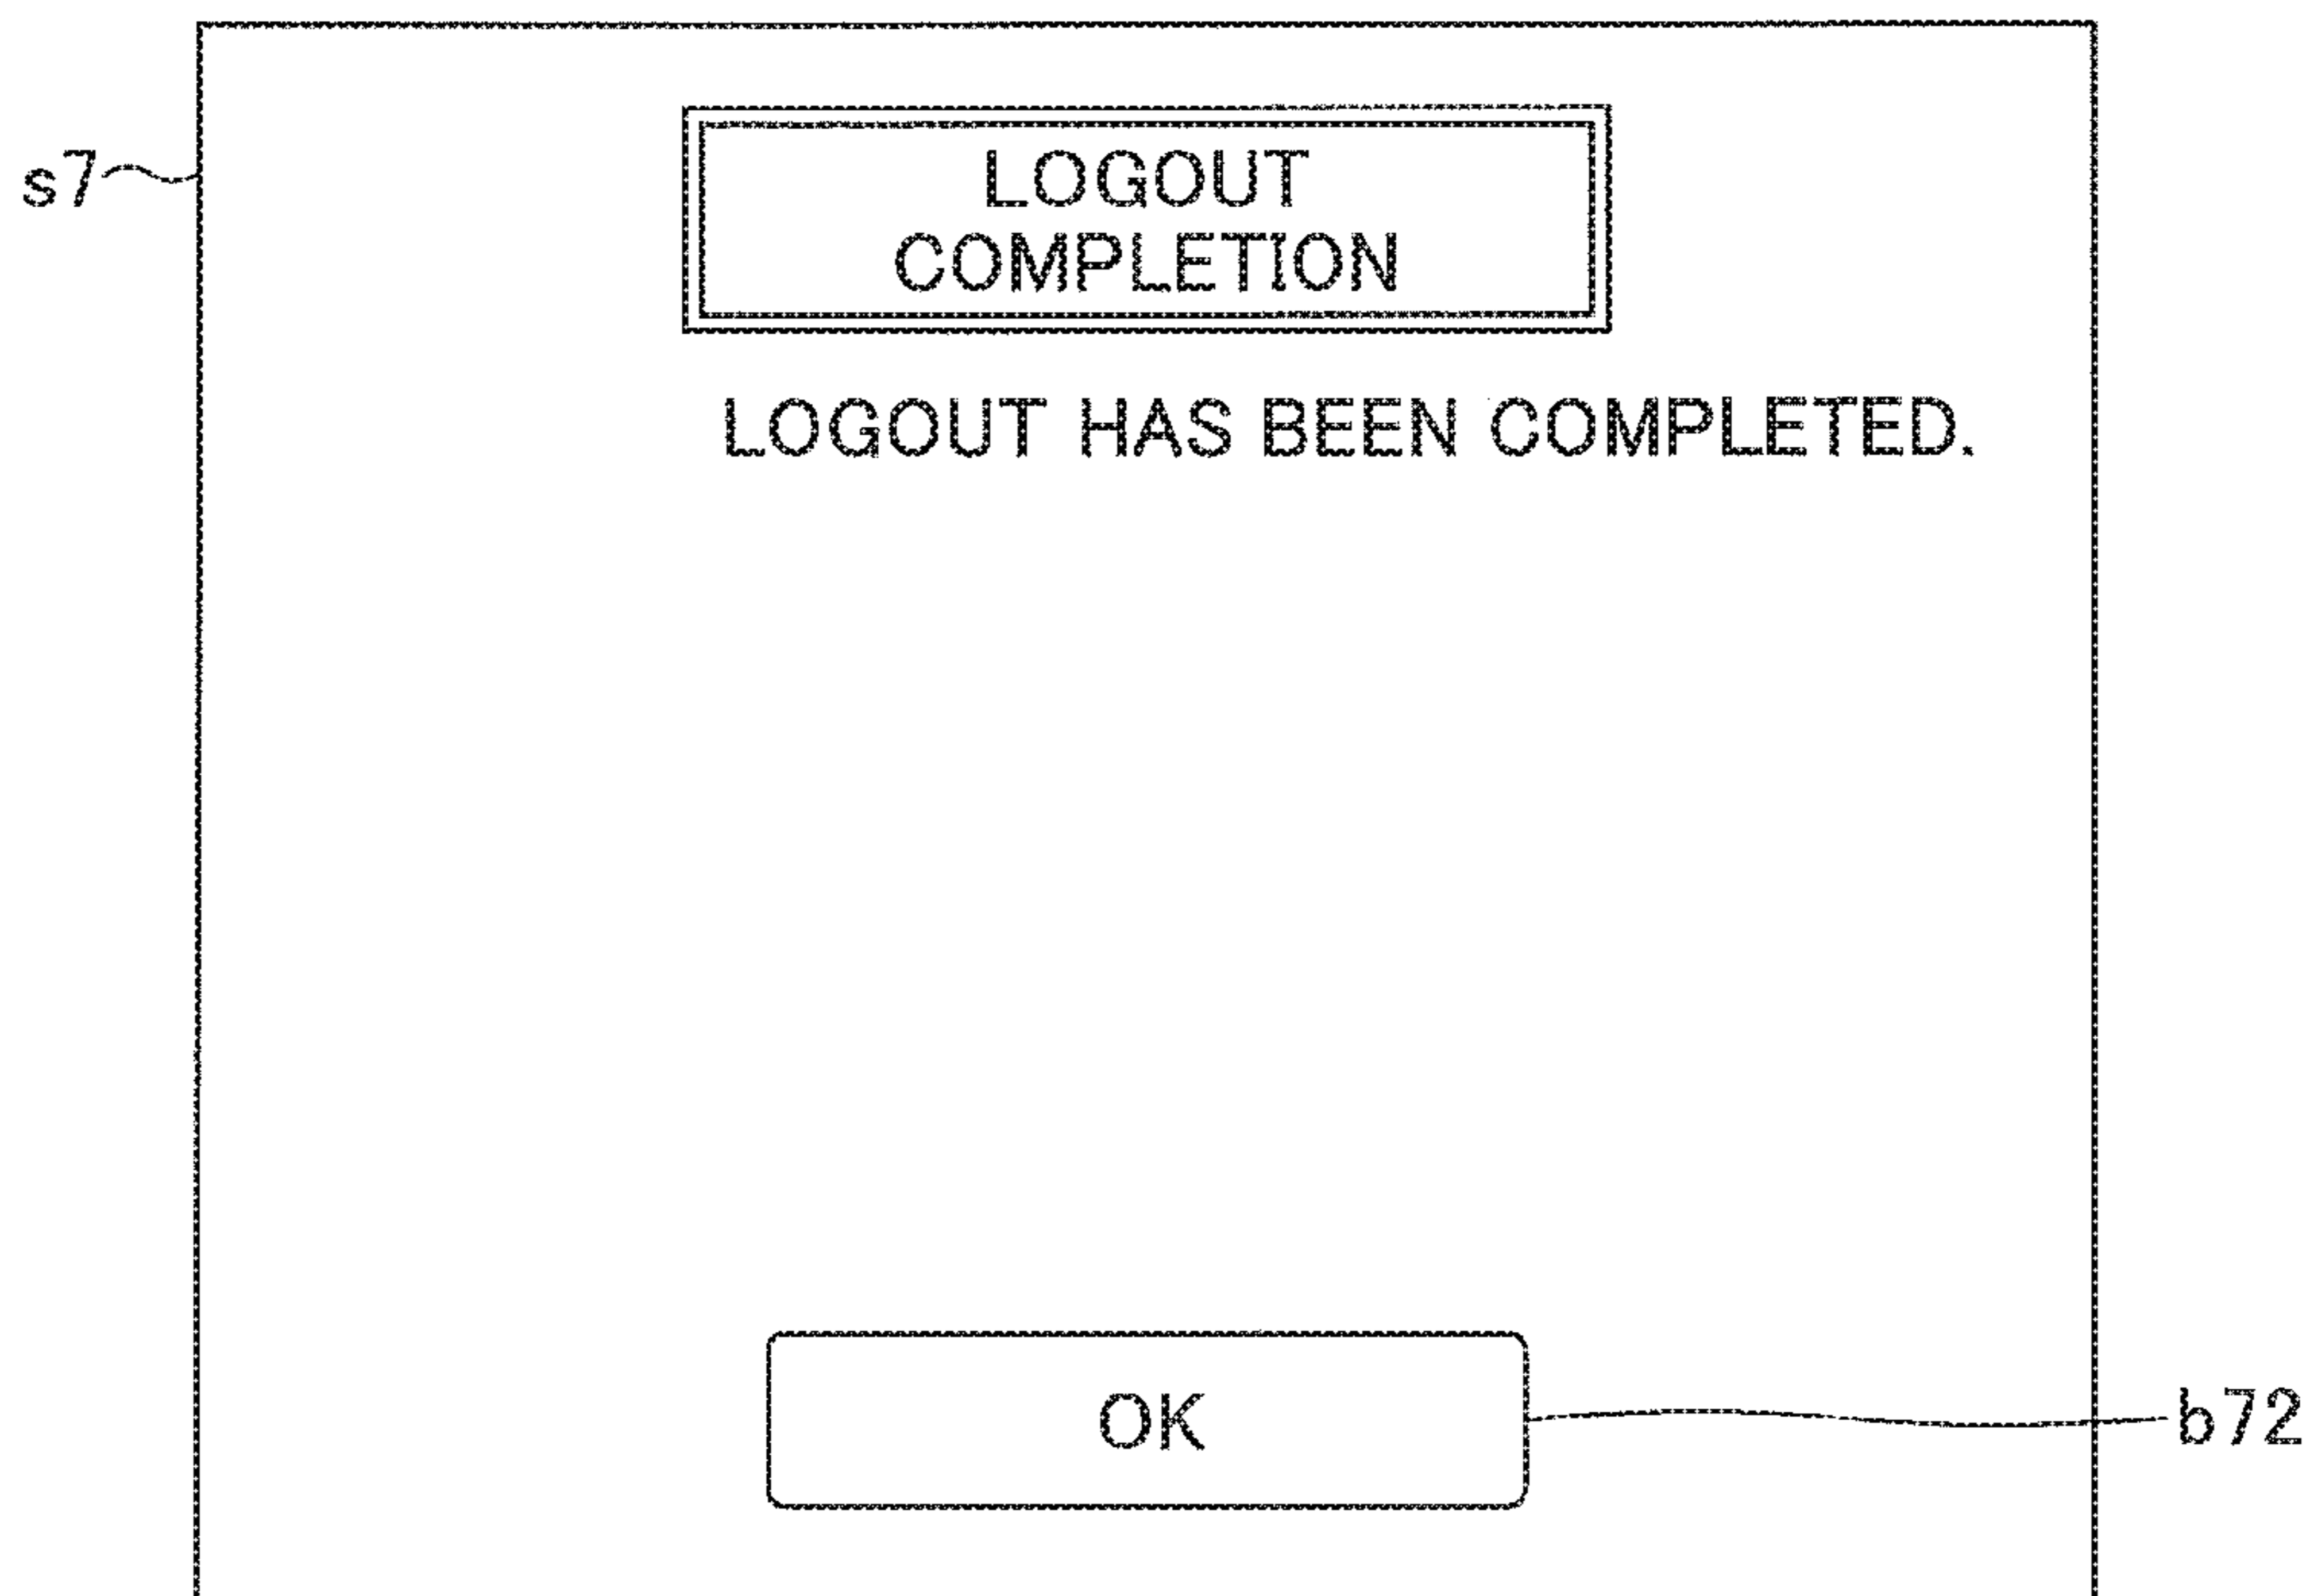 s7
LOGOUT
COMPLETION
LOGOUT HAS BEEN COMPLETED.
OK
b72